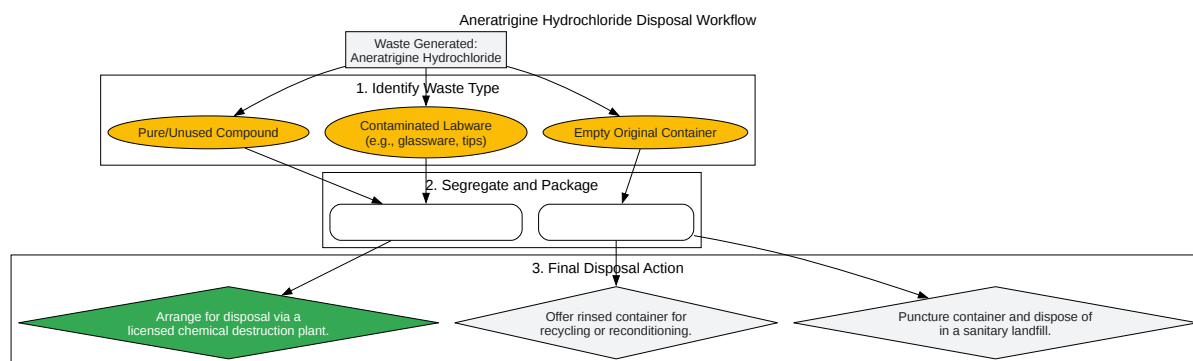 Aneratrigine Hydrochloride Disposal Workflow
Waste Generated:
Aneratrigine Hydrochloride
1. Identify Waste Type
Pure/Unused Compound
Contaminated Labware
(e.g., glassware, tips)
Empty Original Container
2. Segregate and Package
3. Final Disposal Action
Arrange for disposal via a
licensed chemical destruction plant.
Offer rinsed container for
recycling or reconditioning.
Puncture container and dispose of
in a sanitary landfill.